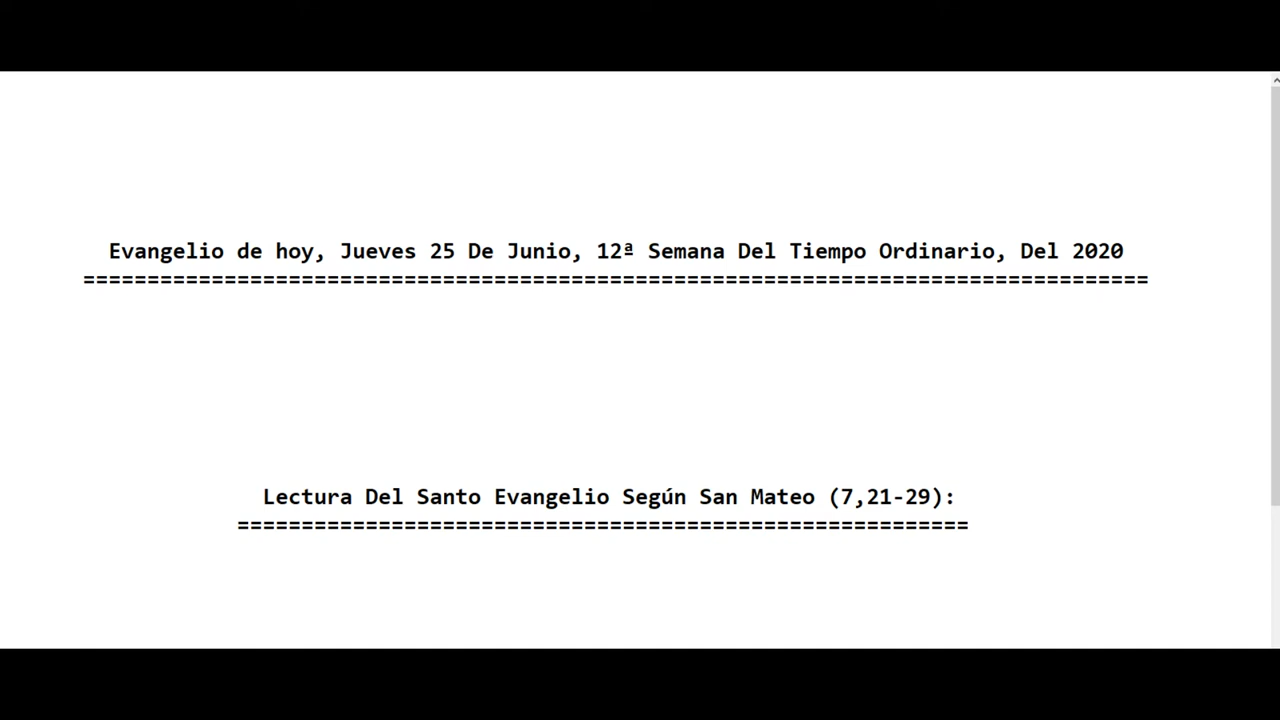 Evangelio de hoy, Jueves 25 De Junio, 12ª Semana Del Tiempo Ordinario, Del 2020
===================================================================================
Lectura Del Santo Evangelio Según San Mateo (7,21-29):
=========================================================